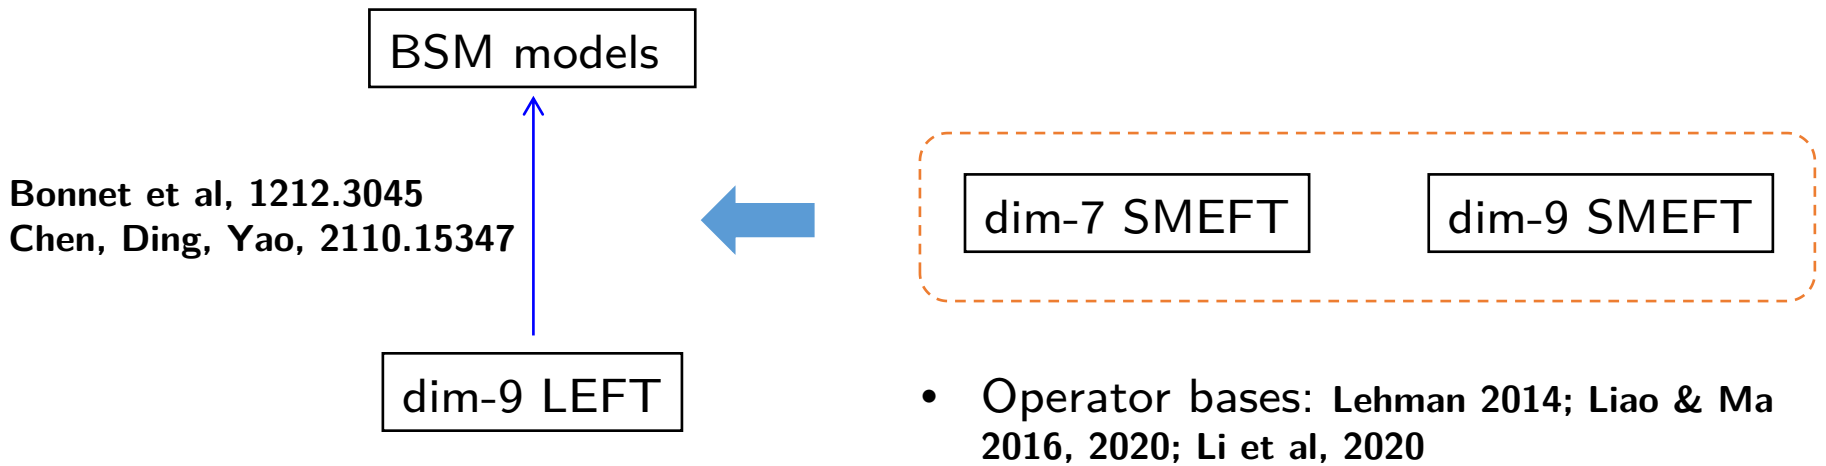 BSM models
Bonnet et al, 1212.3045
Chen, Ding, Yao, 2110.15347
dim-9 LEFT
dim-7 SMEFT
dim-9 SMEFT
• Operator bases: Lehman 2014; Liao & Ma
2016, 2020; Li et al, 2020